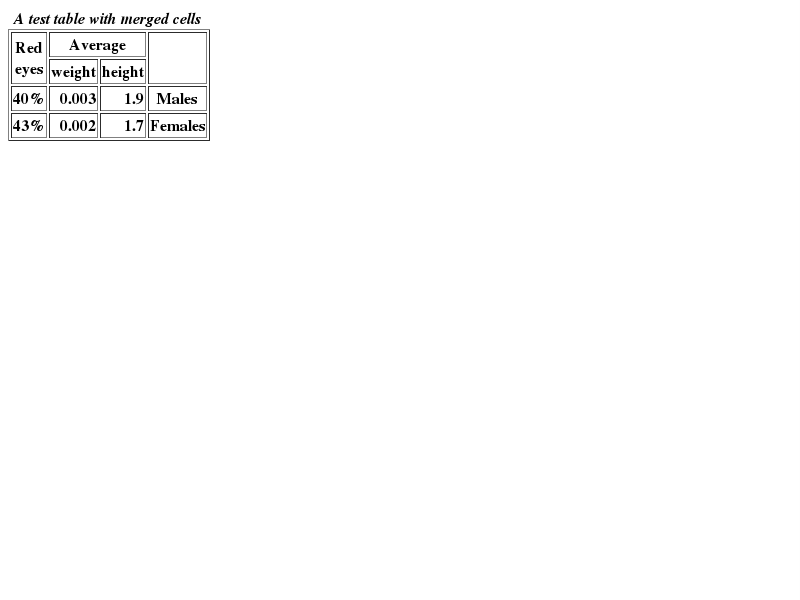 A test table with merged cells
Red eyes Average
weight height
40% 0.003 1.9 Males
43% 0.002 1.7 Females